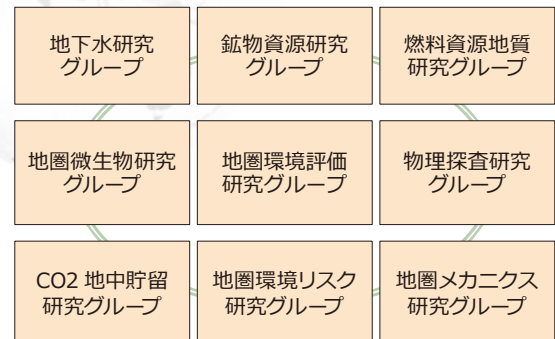 地下水研究
グループ
鉱物資源研究
グループ
燃料資源地質
研究グループ
地圏微生物研究
グループ
地圏環境評価
研究グループ
物理探査研究
グループ
CO2 地中貯留
研究グループ
地圏環境リスク
研究グループ
地圏メカニクス
研究グループ